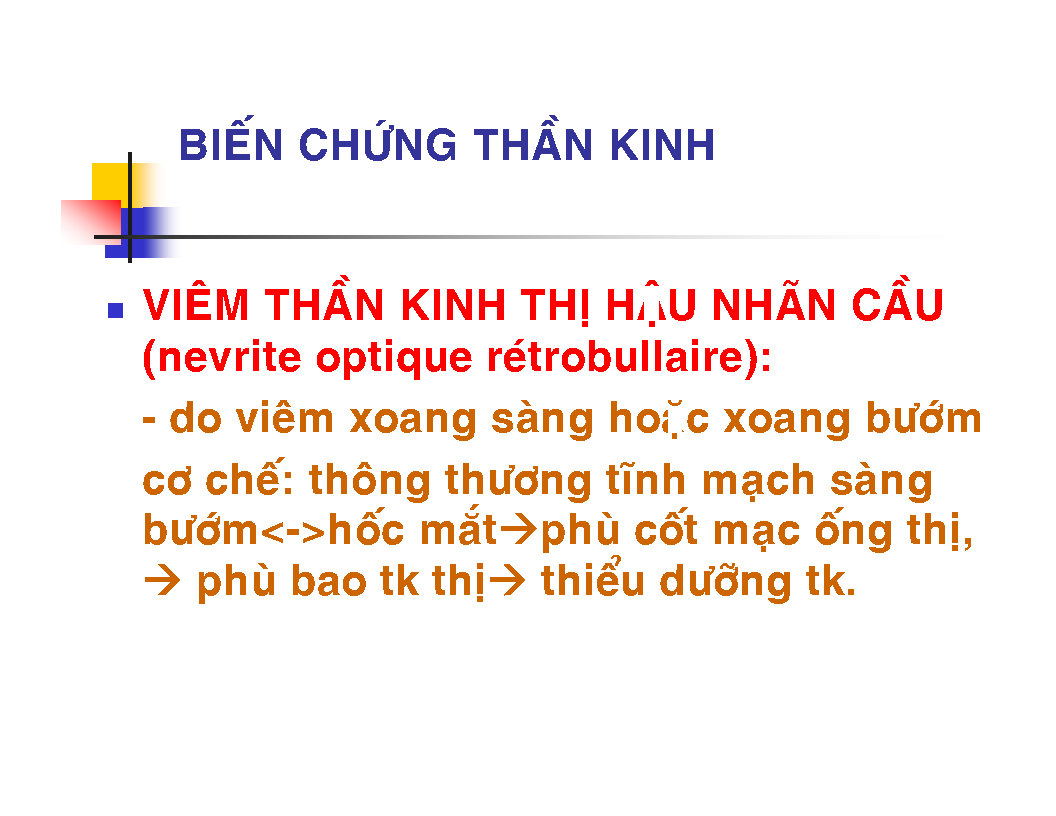 BIẾN CHỨNG THẦN KINH
VIÊM THẦN KINH THỊ HẬU NHÃN CẦU
(nevrite optique rétrobullaire):
- do viêm xoang sàng hoặc xoang bướm
cơ chế: thông thương tĩnh mạch sàng
bướm<->hốc mắt→phù cốt mạc ống thị,
→ phù bao tk thị→ thiểu dưỡng tk.